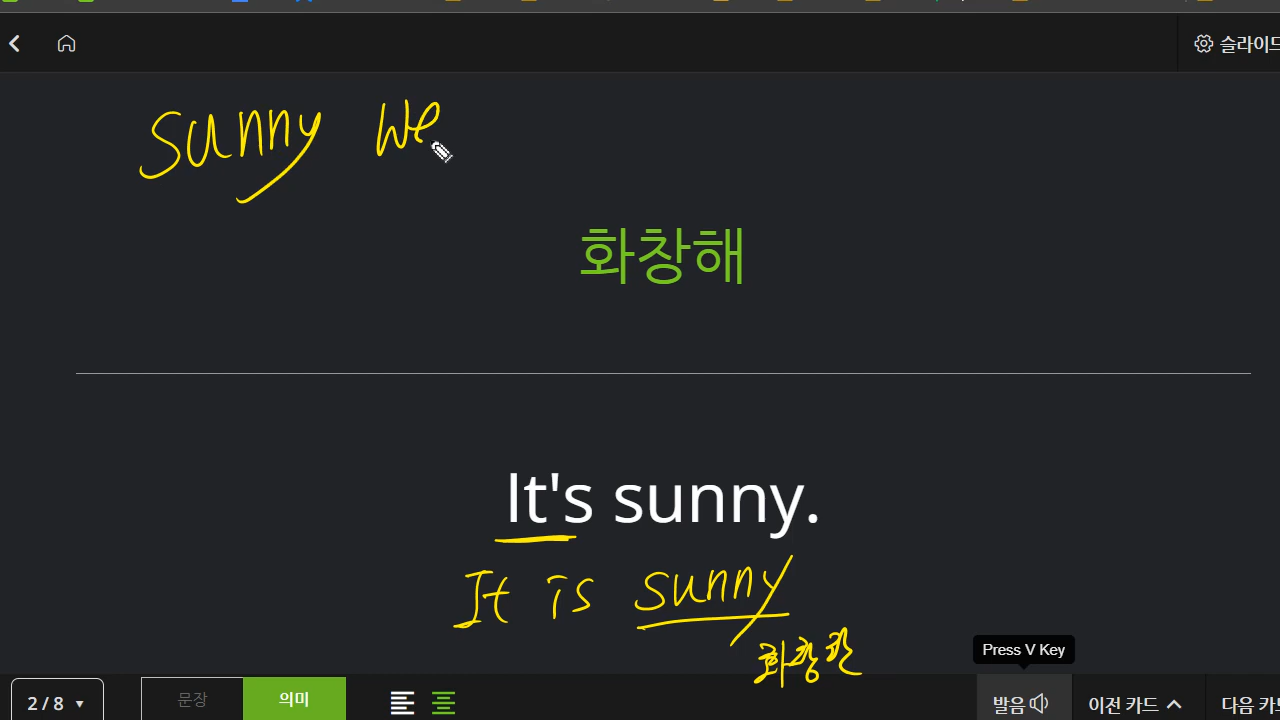 슬라이드
sunny we
화창해
It's sunny.
It is sunny
화창한
Press V Key
2 / 8 ▼
문장
의미
발음
이전 카드
다음 카드